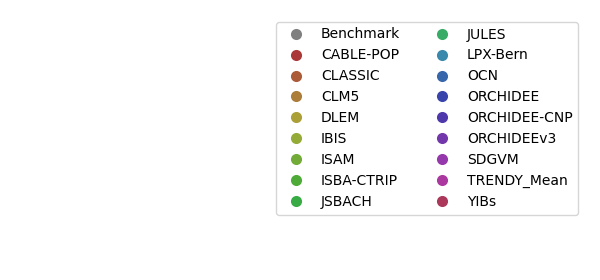 Benchmark
CABLE-POP
CLASSIC
CLM5
DLEM
IBIS
ISAM
ISBA-CTRIP
JSBACH
JULES
LPX-Bern
OCN
ORCHIDEE
ORCHIDEE-CNP
ORCHIDEEv3
SDGVM
TRENDY_Mean
YIBs